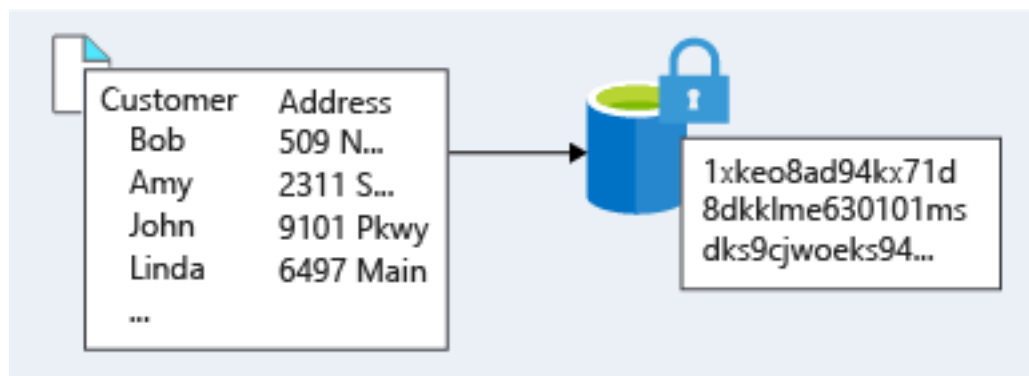 Customer Address
Bob 509 N...
Amy 2311 S...
John 9101 Pkwy
Linda 6497 Main
...
1xkeo8ad94kx71d
8dkklme630101ms
dks9cjwoeks94...